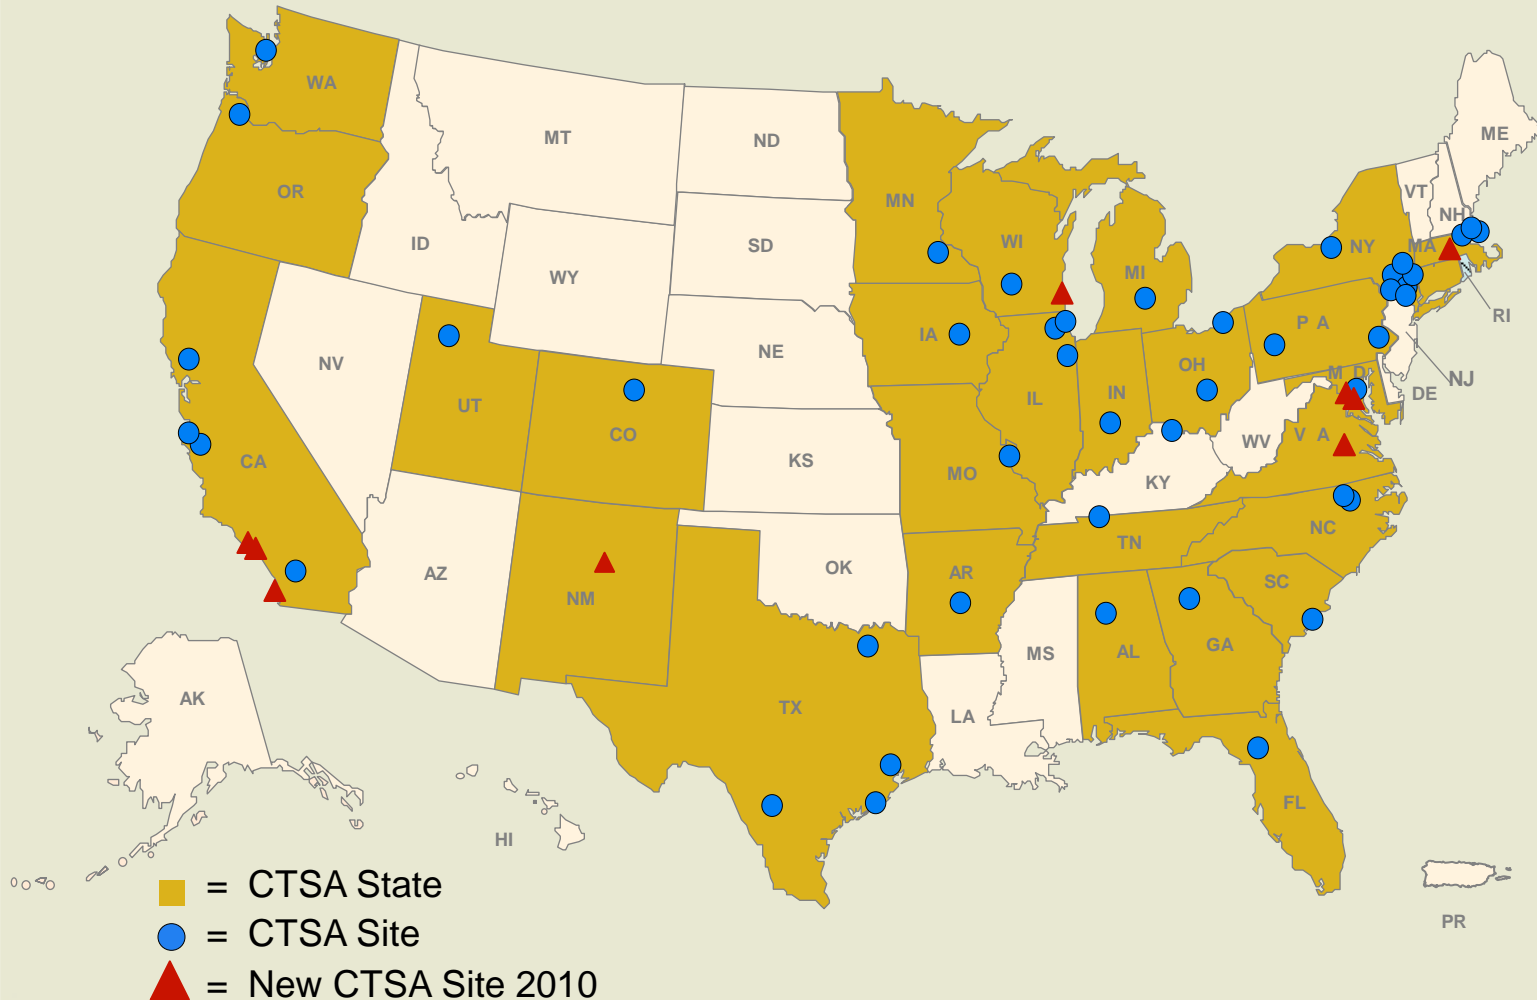 WA
MT
ND
ME
OR
MN
VT
ID
SD
WI
NH
NY
MA
WY
MI
RI
IA
P A
NV
NE
OH
M D
NJ
UT
IL
IN
DE
CO
V A
CA
KS
MO
WV
KY
NC
TN
AZ
OK
AR
SC
NM
MS
AL
GA
AK
TX
LA
FL
HI
PR
= CTSA State
= CTSA Site
= New CTSA Site 2010